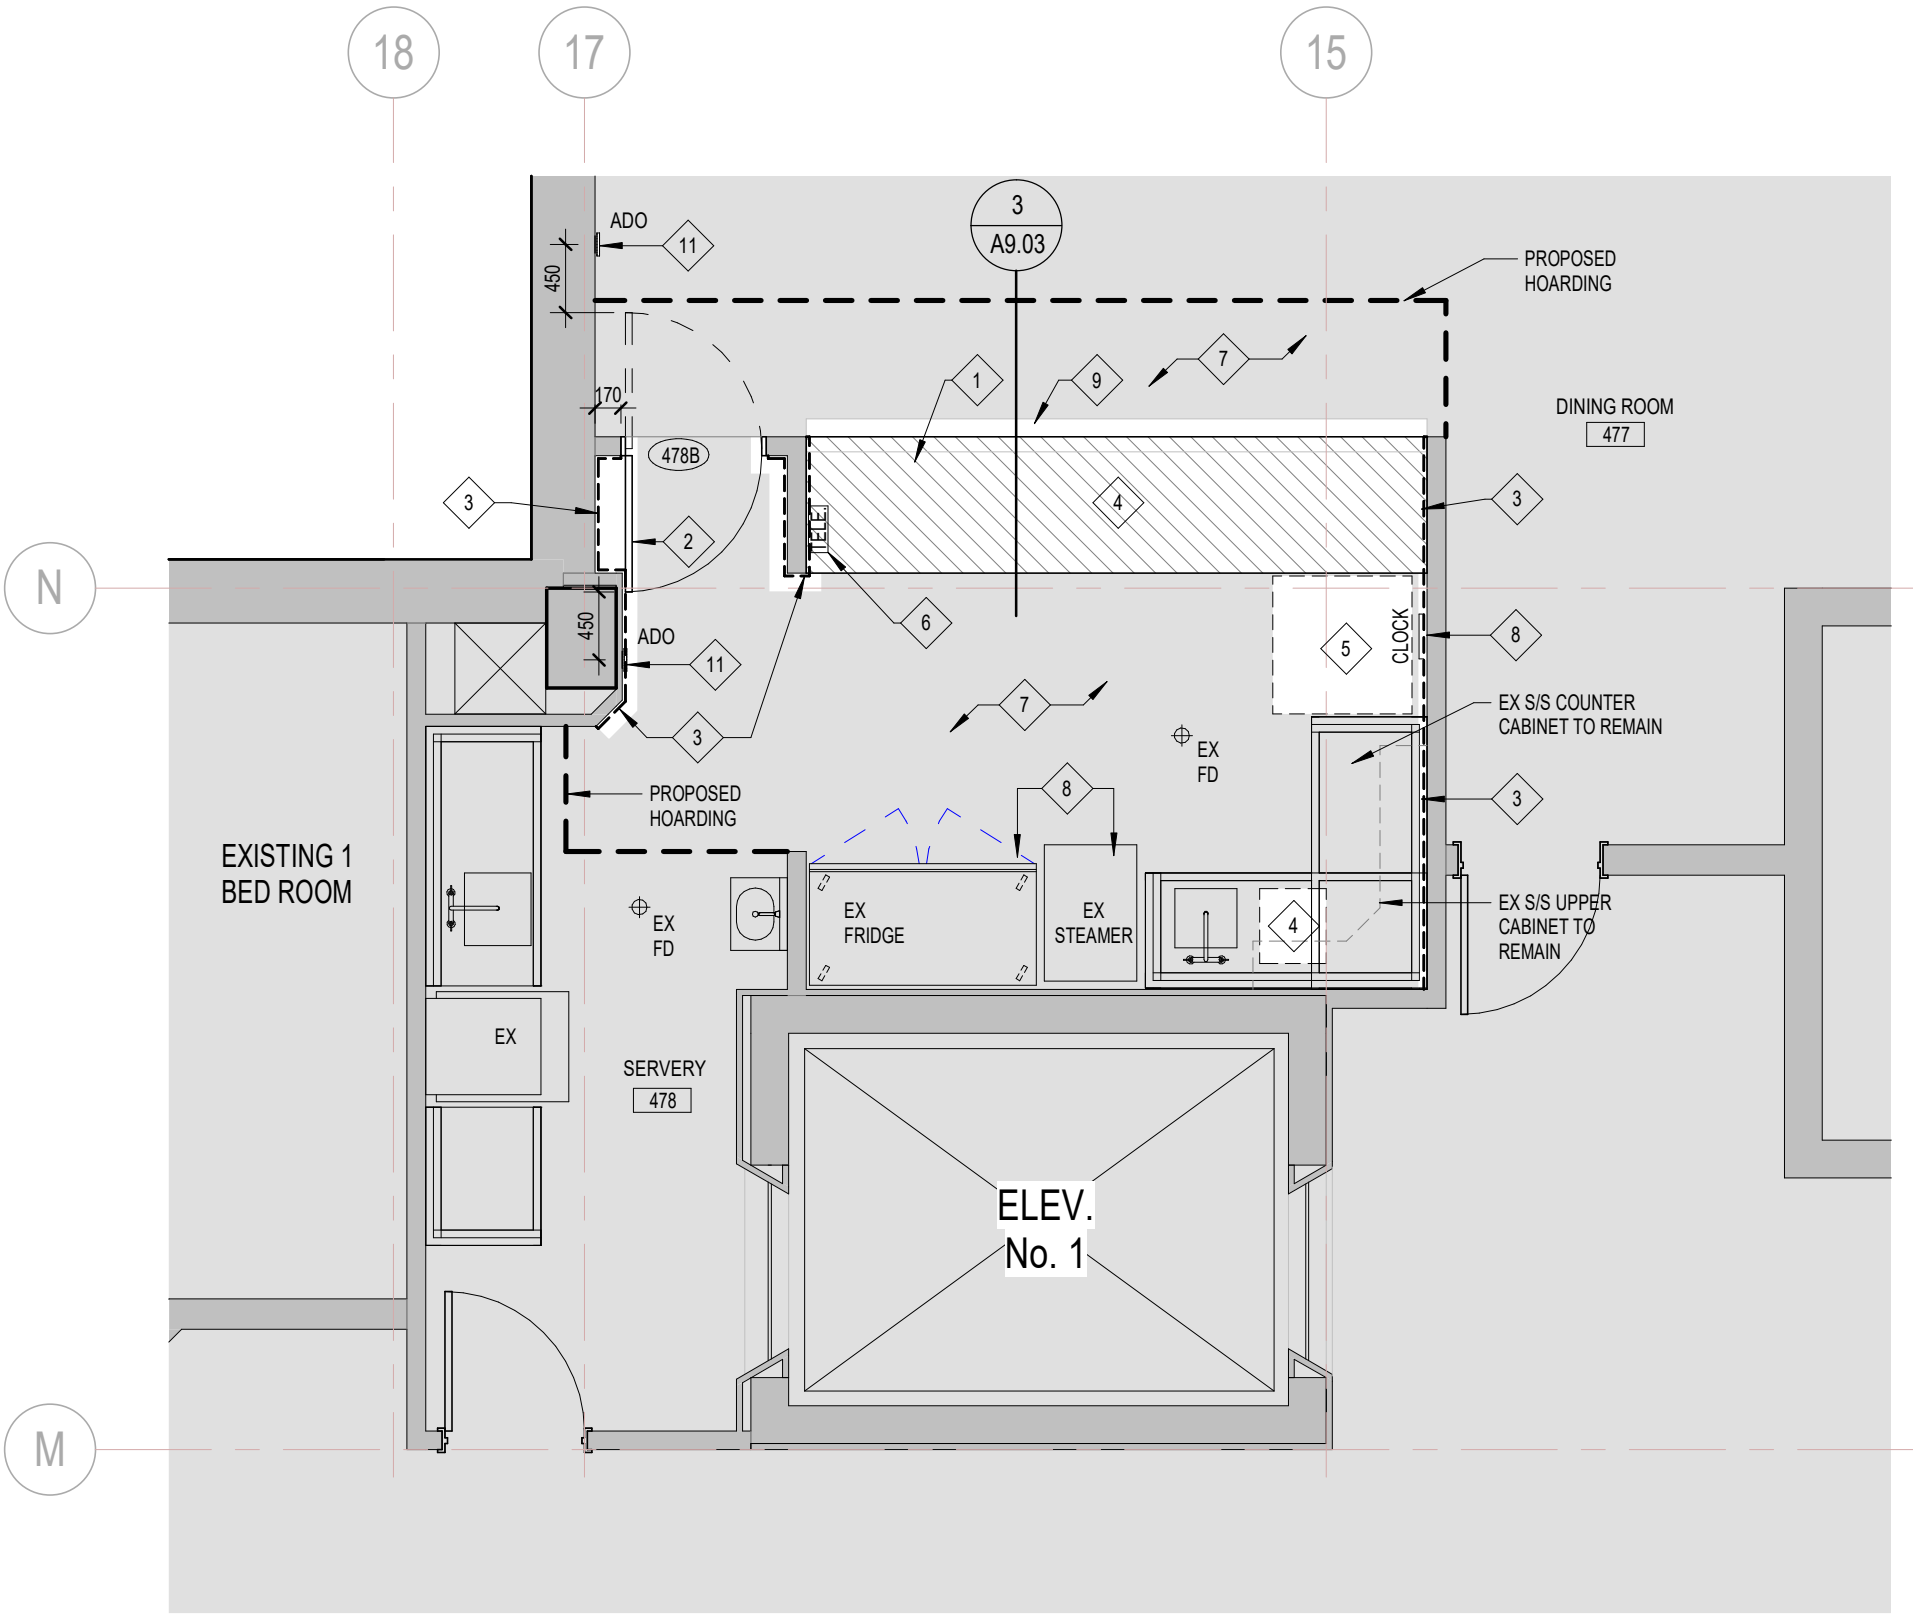 18
17
15
3
A9.03
ADO
11
450
PROPOSED
HOARDING
7
1
9
170
DINING ROOM
477
478B
3
4
3
TELE.
2
N
6
450
ADO
11
CLOCK
5
8
7
3
EX S/S COUNTER
CABINET TO REMAIN
EX
FD
8
3
PROPOSED
HOARDING
EXISTING 1
BED ROOM
EX
FRIDGE
EX
STEAMER
4
EX S/S UPPER
CABINET TO
REMAIN
EX
FD
EX
SERVERY
478
ELEV.
No. 1
M